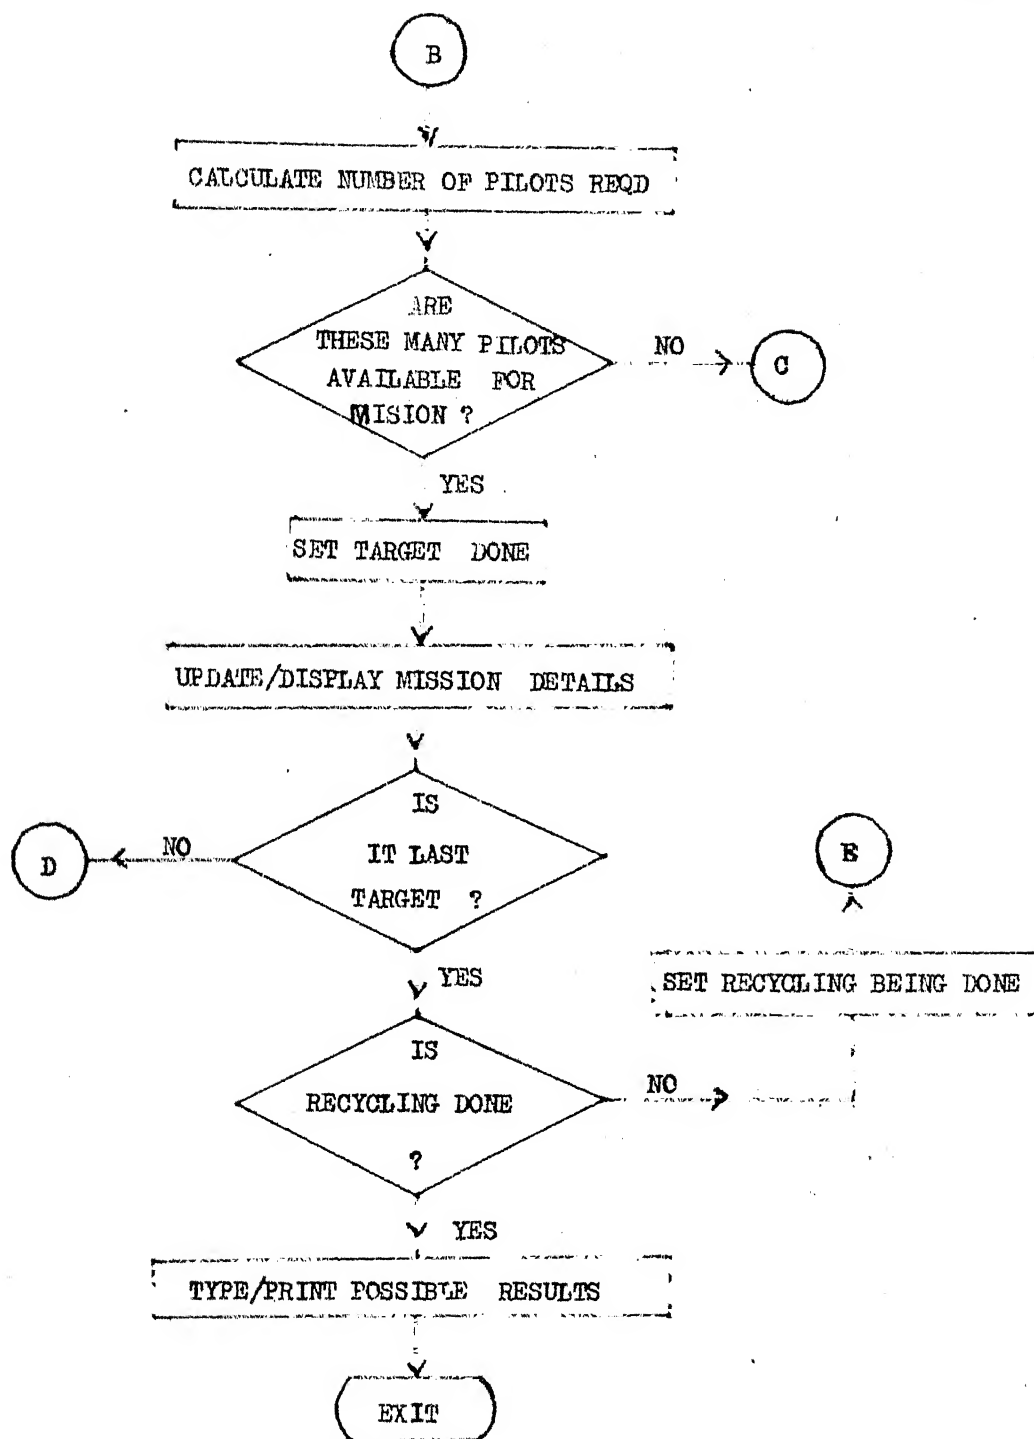 B
CALCULATE NUMBER OF PILOTS REQD
ARE
THESE MANY PILOTS
AVAILABLE FOR
MISION ?
NO
C
YES
SET TARGET DONE
UPDATE/DISPLAY MISSION DETAILS
IS
IT LAST
TARGET ?
NO
D
E
YES
SET RECYCLING BEING DONE
IS
RECYCLING DONE
?
NO
YES
TYPE/PRINT POSSIBLE RESULTS
EXIT